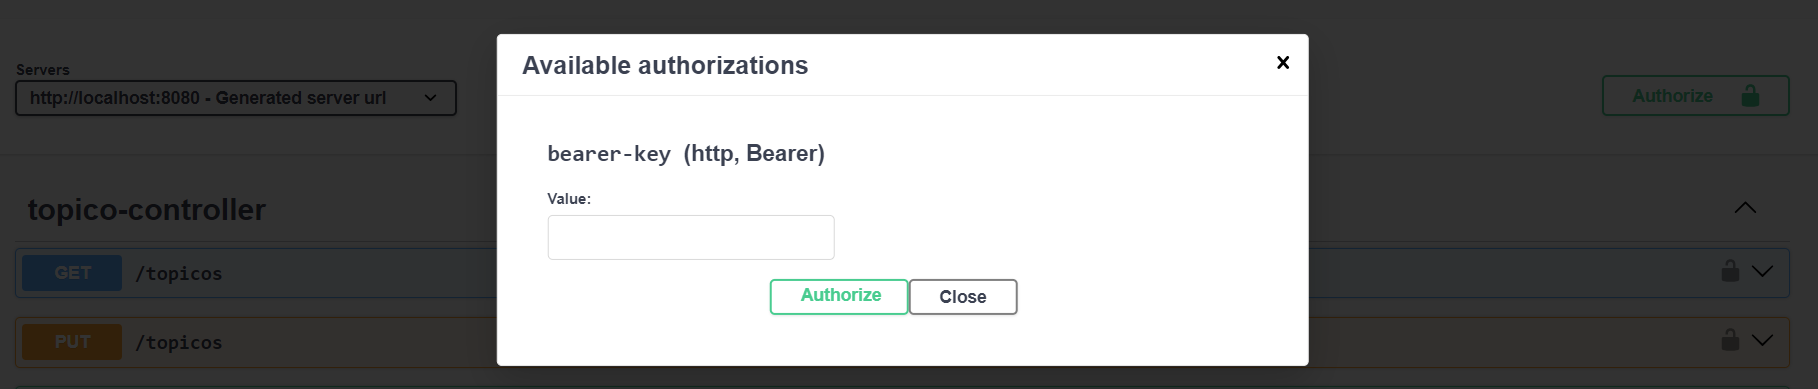 Available authorizations
bearer-key (http, Bearer)
Value:
Authorize
Close
Servers
http://localhost:8080 - Generated server url
Authorize
topico-controller
GET /topicos
PUT /topicos